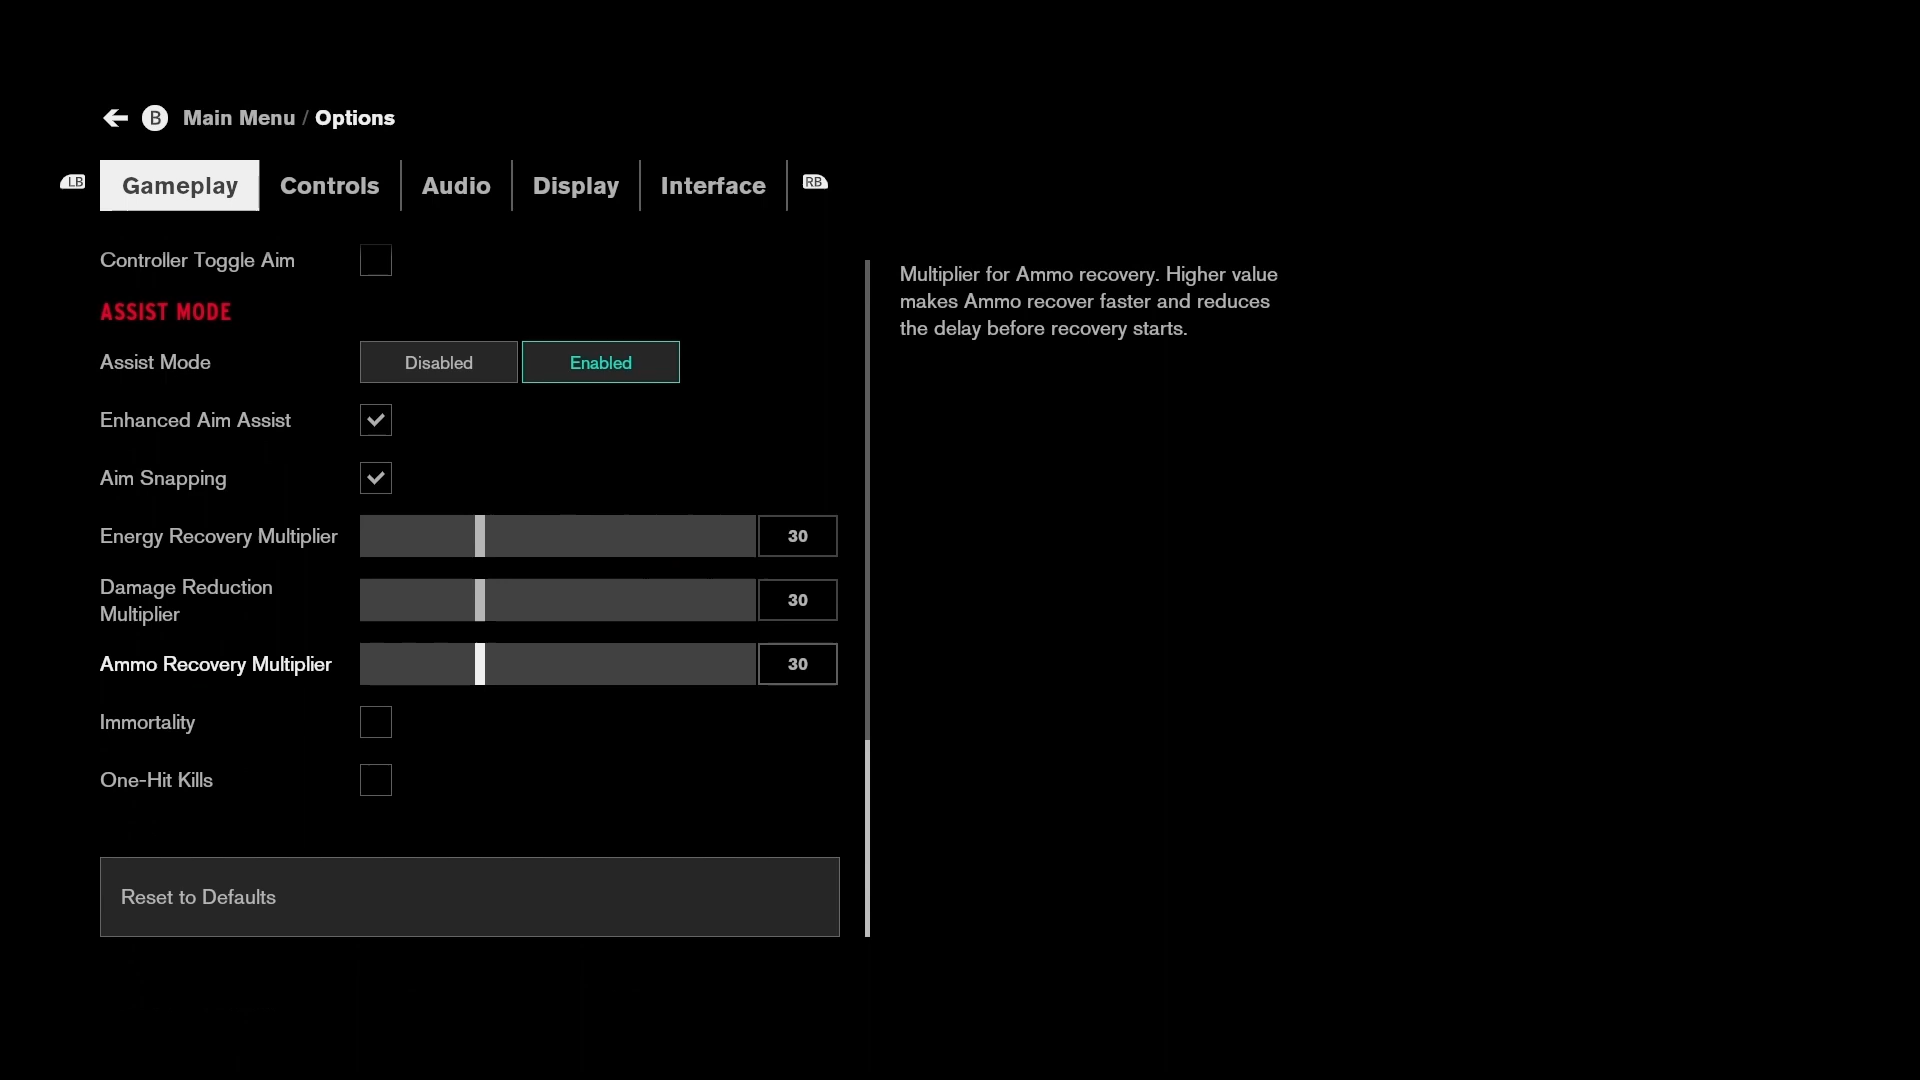 B Main Menu / Options
LB Gameplay Controls Audio Display Interface RB
Controller Toggle Aim
ASSIST MODE
Assist Mode Disabled Enabled
Enhanced Aim Assist
Aim Snapping
Energy Recovery Multiplier 30
Damage Reduction
Multiplier 30
Ammo Recovery Multiplier 30
Immortality
One-Hit Kills
Reset to Defaults
Multiplier for Ammo recovery. Higher value
makes Ammo recover faster and reduces
the delay before recovery starts.